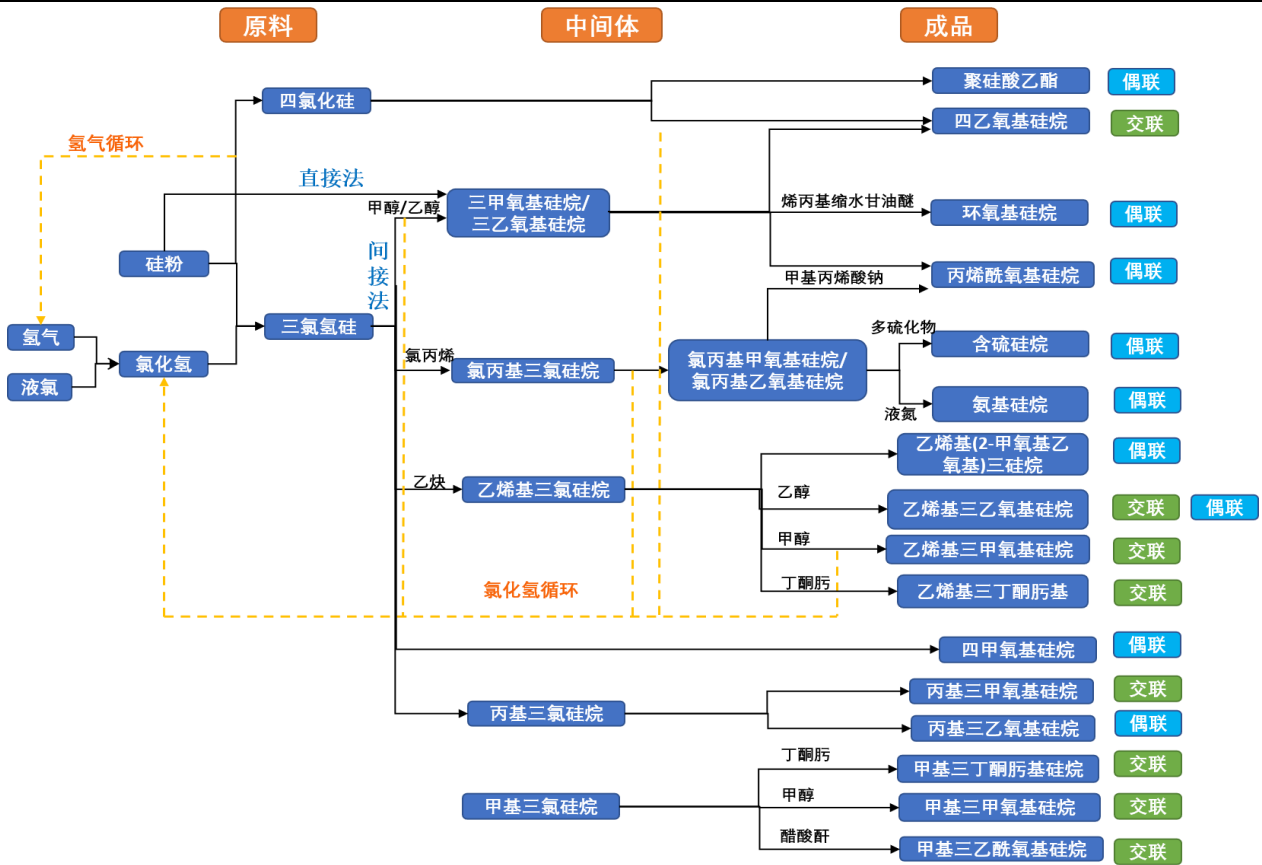 原料
中间体
成品
四氯化硅
聚硅酸乙酯
偶联
四乙氧基硅烷
交联
氢气循环
直接法
甲醇/乙醇
三甲氧基硅烷/
三乙氧基硅烷
烯丙基缩水甘油醚
环氧基硅烷
偶联
硅粉
间
接
法
甲基丙烯酸钠
丙烯酰氧基硅烷
偶联
三氯氢硅
氢气
液氯
氯化氢
氯丙烯
氯丙基三氯硅烷
氯丙基甲氧基硅烷/
氯丙基乙氧基硅烷
多硫化物
含硫硅烷
偶联
液氮
氨基硅烷
偶联
乙烯基(2-甲氧基乙
氧基)三硅烷
偶联
乙炔
乙烯基三氯硅烷
乙醇
乙烯基三乙氧基硅烷
交联
偶联
甲醇
乙烯基三甲氧基硅烷
交联
丁酮肟
乙烯基三丁酮肟基
交联
氯化氢循环
四甲氧基硅烷
偶联
丙基三氯硅烷
丙基三甲氧基硅烷
交联
丙基三乙氧基硅烷
偶联
丁酮肟
甲基三丁酮肟基硅烷
交联
甲基三氯硅烷
甲醇
甲基三甲氧基硅烷
交联
醋酸酐
甲基三乙酰氧基硅烷
交联